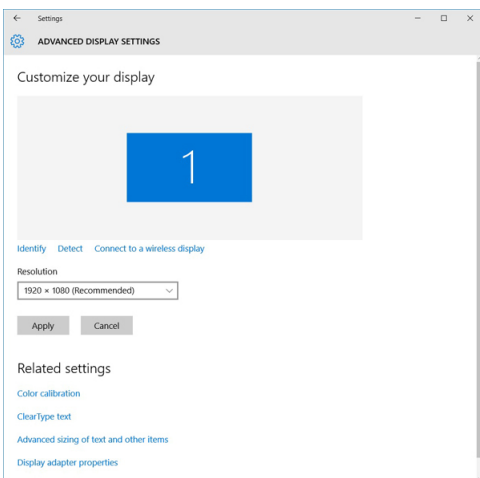 Settings
ADVANCED DISPLAY SETTINGS
Customize your display
1
Identify Detect Connect to a wireless display
Resolution
1920 × 1080 (Recommended)
Apply Cancel
Related settings
Color calibration
ClearType text
Advanced sizing of text and other items
Display adapter properties